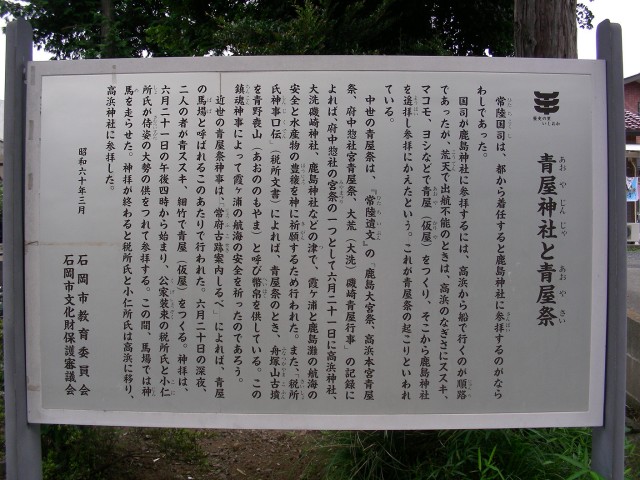 歴史の里
いしおか
青屋神社と青屋祭
常陸国司は、都から着任すると鹿島神社に参拝するのがなら
わしであった。
国司が鹿島神社に参拝するには、高浜から船で行くのが順路
であったが、荒天で出航不能のときは、高浜のなぎさにススキ、
マコモ、ヨシなどで青屋（仮屋）をつくり、そこから鹿島神社
を遥拝し参拝にかえたという。これが青屋祭の起こりといわれ
ている。
中世の青屋祭は、『常陸遺文』の「鹿島大宮祭、高浜本宮青屋
祭、府中惣社宮青屋祭、大荒（大洗）磯崎青屋行事」の記録に
よれば、府中惣社の宮祭の一つとして六月二十一日に高浜神社、
大洗磯崎神社、鹿島神社などの津で、霞ヶ浦と鹿島灘の航海の
安全と水産物の豊穣を神に祈願するため行われた。また、「税所
氏神事口伝」（税所文書）によれば、青屋祭のとき、舟塚山古墳
を青野喪山（あおののもやま）と呼び幣帛を供している。この
鎮魂神事によって霞ヶ浦の航海の安全を祈ったのであろう。
近世の青屋祭神事は、「常府古跡案内しるべ」によれば、青屋
の馬場と呼ばれるこのあたりで行われた。六月二十日の深夜、
二人の者が青ススキ、細竹で青屋（仮屋）をつくる。神拝は、
六月二十一日の午後四時から始まり、公家装束の税所氏と小仁
所氏が侍姿の大勢の供をつれて参拝する。この間、馬場では神
馬を走らせた。神拝が終わると税所氏と小仁所氏は高浜に移り、
高浜神社に参拝した。
昭和六十年三月
石岡市教育委員会
石岡市文化財保護審議会